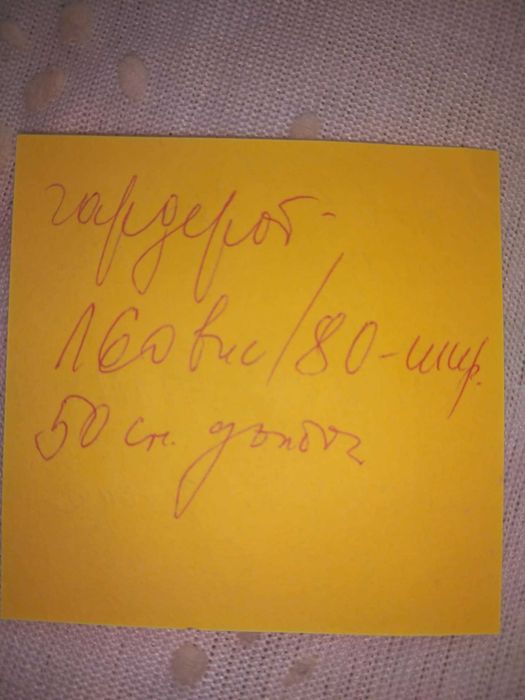 гардероб-
160 вис/80-шир.
50 см. дълбоч